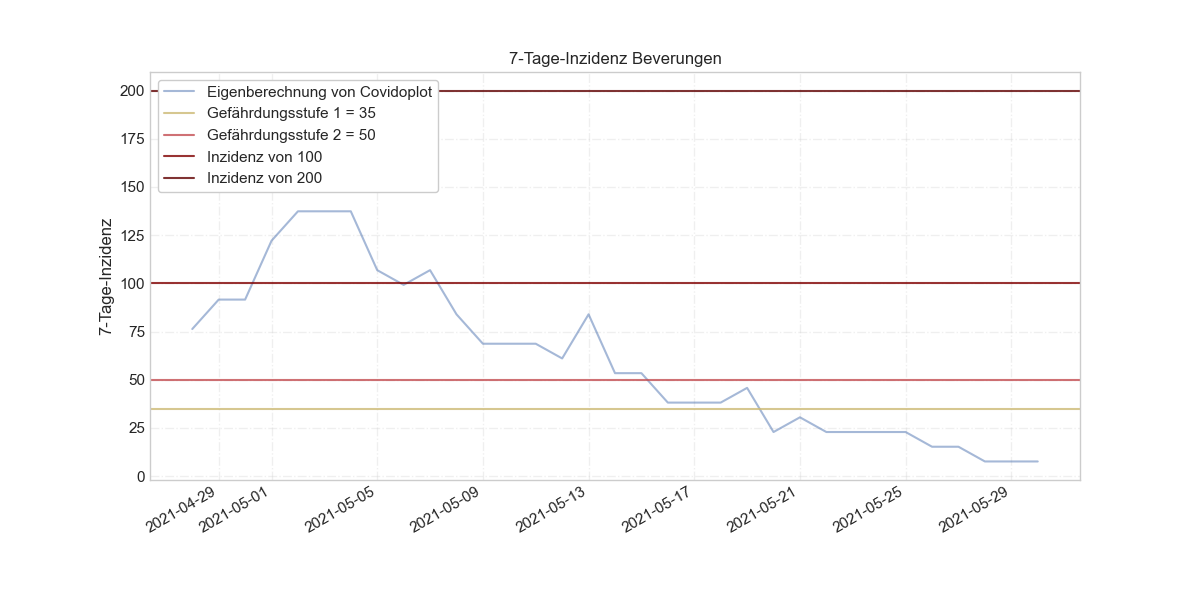 7-Tage-Inzidenz Beverungen
Eigenberechnung von Covidoplot
Gefährdungsstufe 1 = 35
Gefährdungsstufe 2 = 50
Inzidenz von 100
Inzidenz von 200
7-Tage-Inzidenz
200
175
150
125
100
75
50
25
0
2021-04-29
2021-05-01
2021-05-05
2021-05-09
2021-05-13
2021-05-17
2021-05-21
2021-05-25
2021-05-29